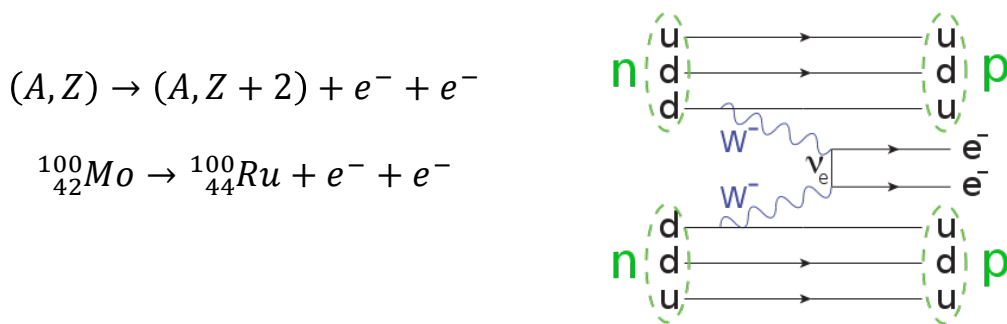 (A, Z) → (A, Z + 2) + e⁻ + e⁻
¹⁰⁰₄₂Mo → ¹⁰⁰₄₄Ru + e⁻ + e⁻
u u
n d d p
d u
W⁻
νₑ e⁻
e⁻
W⁻
d u
n d d p
u u